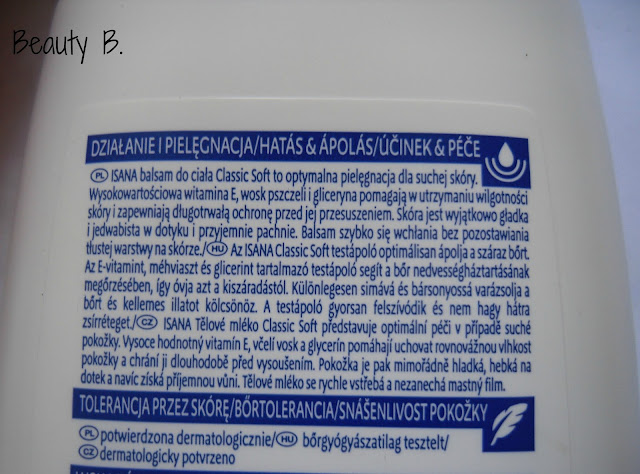 Beauty B.
DZIAŁANIE I PIELĘGNACJA/HATÁS & ÁPOLÁS/ÚČINEK & PÉČE
PL ISANA balsam do ciała Classic Soft to optymalna pielęgnacja dla suchej skóry.
Wysokowartościowa witamina E, wosk pszczeli i gliceryna pomagają w utrzymaniu wilgotności
skóry i zapewniają długotrwałą ochronę przed jej przesuszeniem. Skóra jest wyjątkowo gładka
i jedwabista w dotyku i przyjemnie pachnie. Balsam szybko się wchłania bez pozostawania
tłustej warstwy na skórze./HU Az ISANA Classic Soft testápoló optimálisan ápolja a száraz bőrt.
Az E-vitamint, méhviaszt és glicerint tartalmazó testápoló segít a bőr nedvességháztartásának
megőrzésében, így óvja azt a kiszáradástól. Különlegesen simává és bársonyossá varázsolja a
bőrt és kellemes illatot kölcsönöz. A testápoló gyorsan felszívódik és nem hagy hátra
zsírréteget./CZ ISANA Tělové mléko Classic Soft představuje optimální péči v případě suché
pokožky. Vysoce hodnotný vitamín E, včelí vosk a glycerín pomáhají uchovat rovnovážnou vlhkost
pokožky a chrání ji dlouhodobě před vysoušením. Pokožka je pak mimořádně hladká, hebká na
dotek a navíc získá příjemnou vůni. Tělové mléko se rychle vstřebá a nezanechá mastný film.
TOLERANCJA PRZEZ SKÓRĘ/BŐRTOLERANCIA/SNÁŠENLIVOST POKOŽKY
PL potwierdzona dermatologicznie/HU bőrgyógyászatilag tesztelt/
CZ dermatologicky potvrzeno